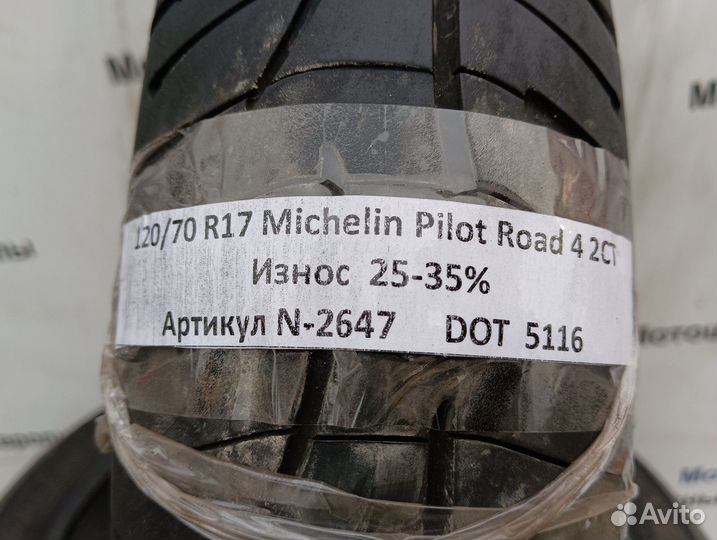 120/70 R17 Michelin Pilot Road 4 2CT
Износ 25-35%
Артикул N-2647 DOT 5116
Avito